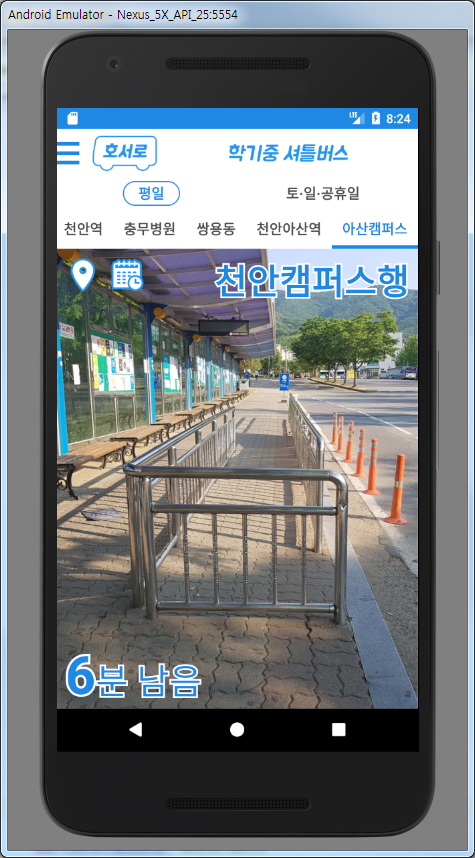 Android Emulator - Nexus_5X_API_25:5554
LTE 8:24
호서로 학기중 셔틀버스
평일 토·일·공휴일
천안역 충무병원 쌍용동 천안아산역 아산캠퍼스
천안캠퍼스행
6분 남음